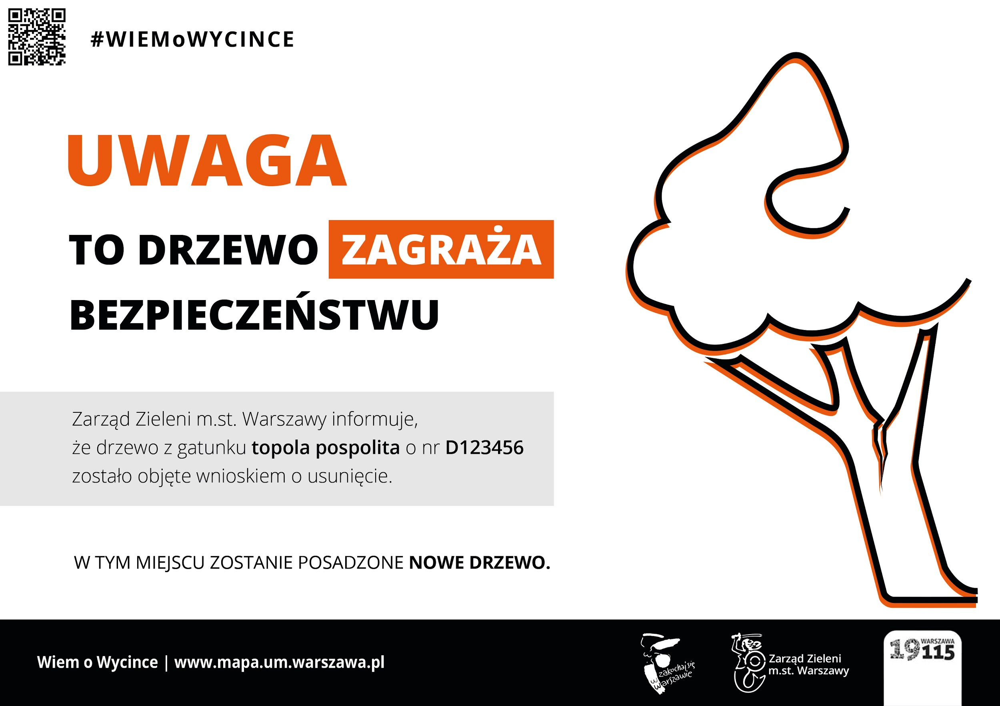 #WIEMoWYCINCE
UWAGA
TO DRZEWO ZAGRAŻA
BEZPIECZEŃSTWU
Zarząd Zieleni m.st. Warszawy informuje,
że drzewo z gatunku topola pospolita o nr D123456
zostało objęte wnioskiem o usunięcie.
W TYM MIEJSCU ZOSTANIE POSADZONE NOWE DRZEWO.
Wiem o Wycince | www.mapa.um.warszawa.pl
zakochaj się
w warszawie
Zarząd Zieleni
m.st. Warszawy
WARSZAWA
19115